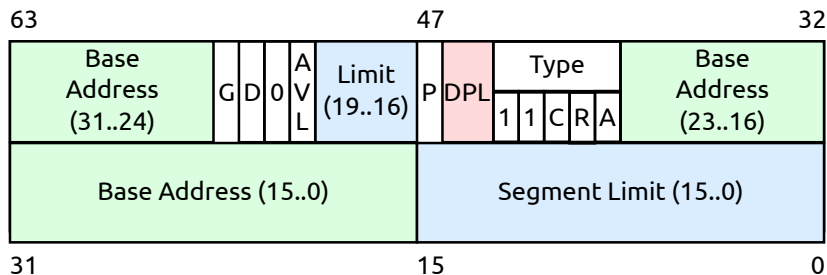 63 47 32
Base Address (31..24) G D 0 AVL Limit (19..16) P DPL Type Base Address (23..16)
1 1 C R A
Base Address (15..0) Segment Limit (15..0)
31 15 0